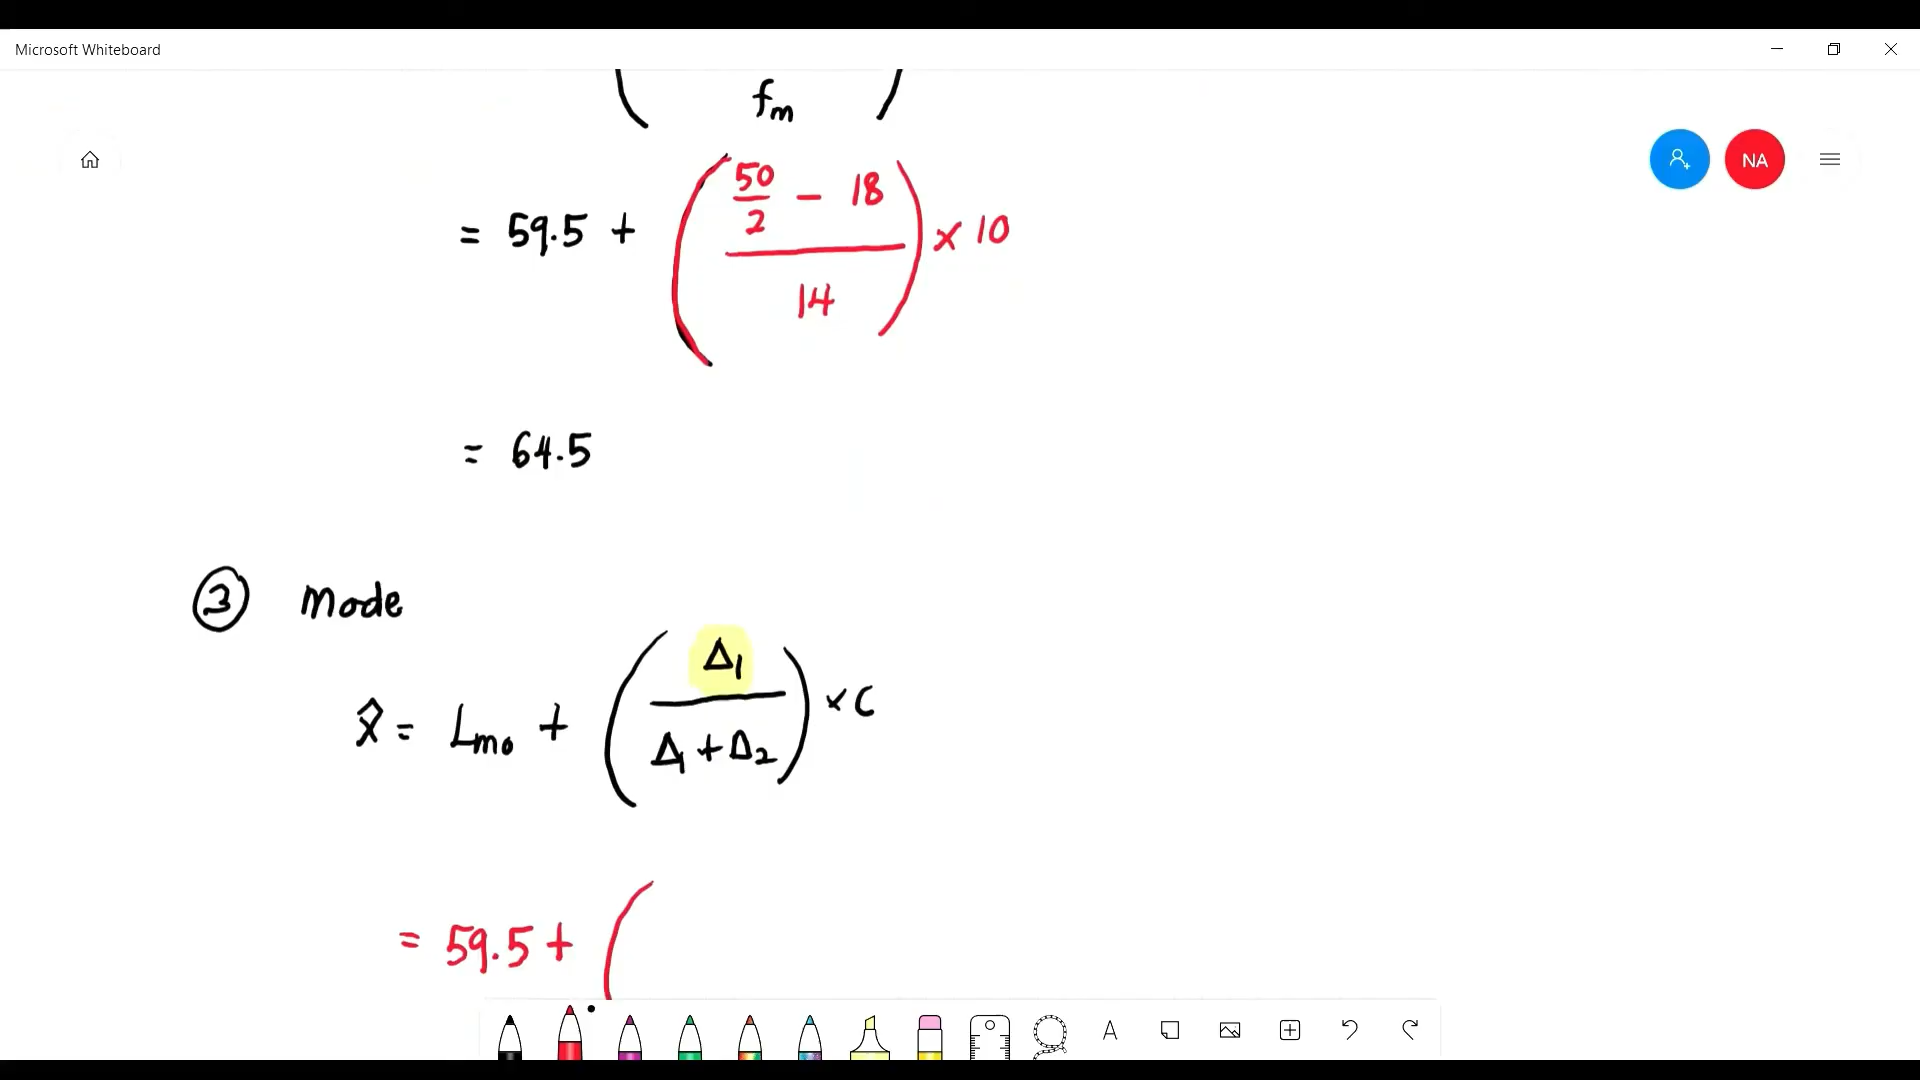 Microsoft Whiteboard
fm
NA
= 59.5 + ( (50/2 - 18) / 14 ) × 10
= 64.5
③ Mode
x̂ = Lmo + ( Δ1 / (Δ1 + Δ2) ) × C
= 59.5 + (
A